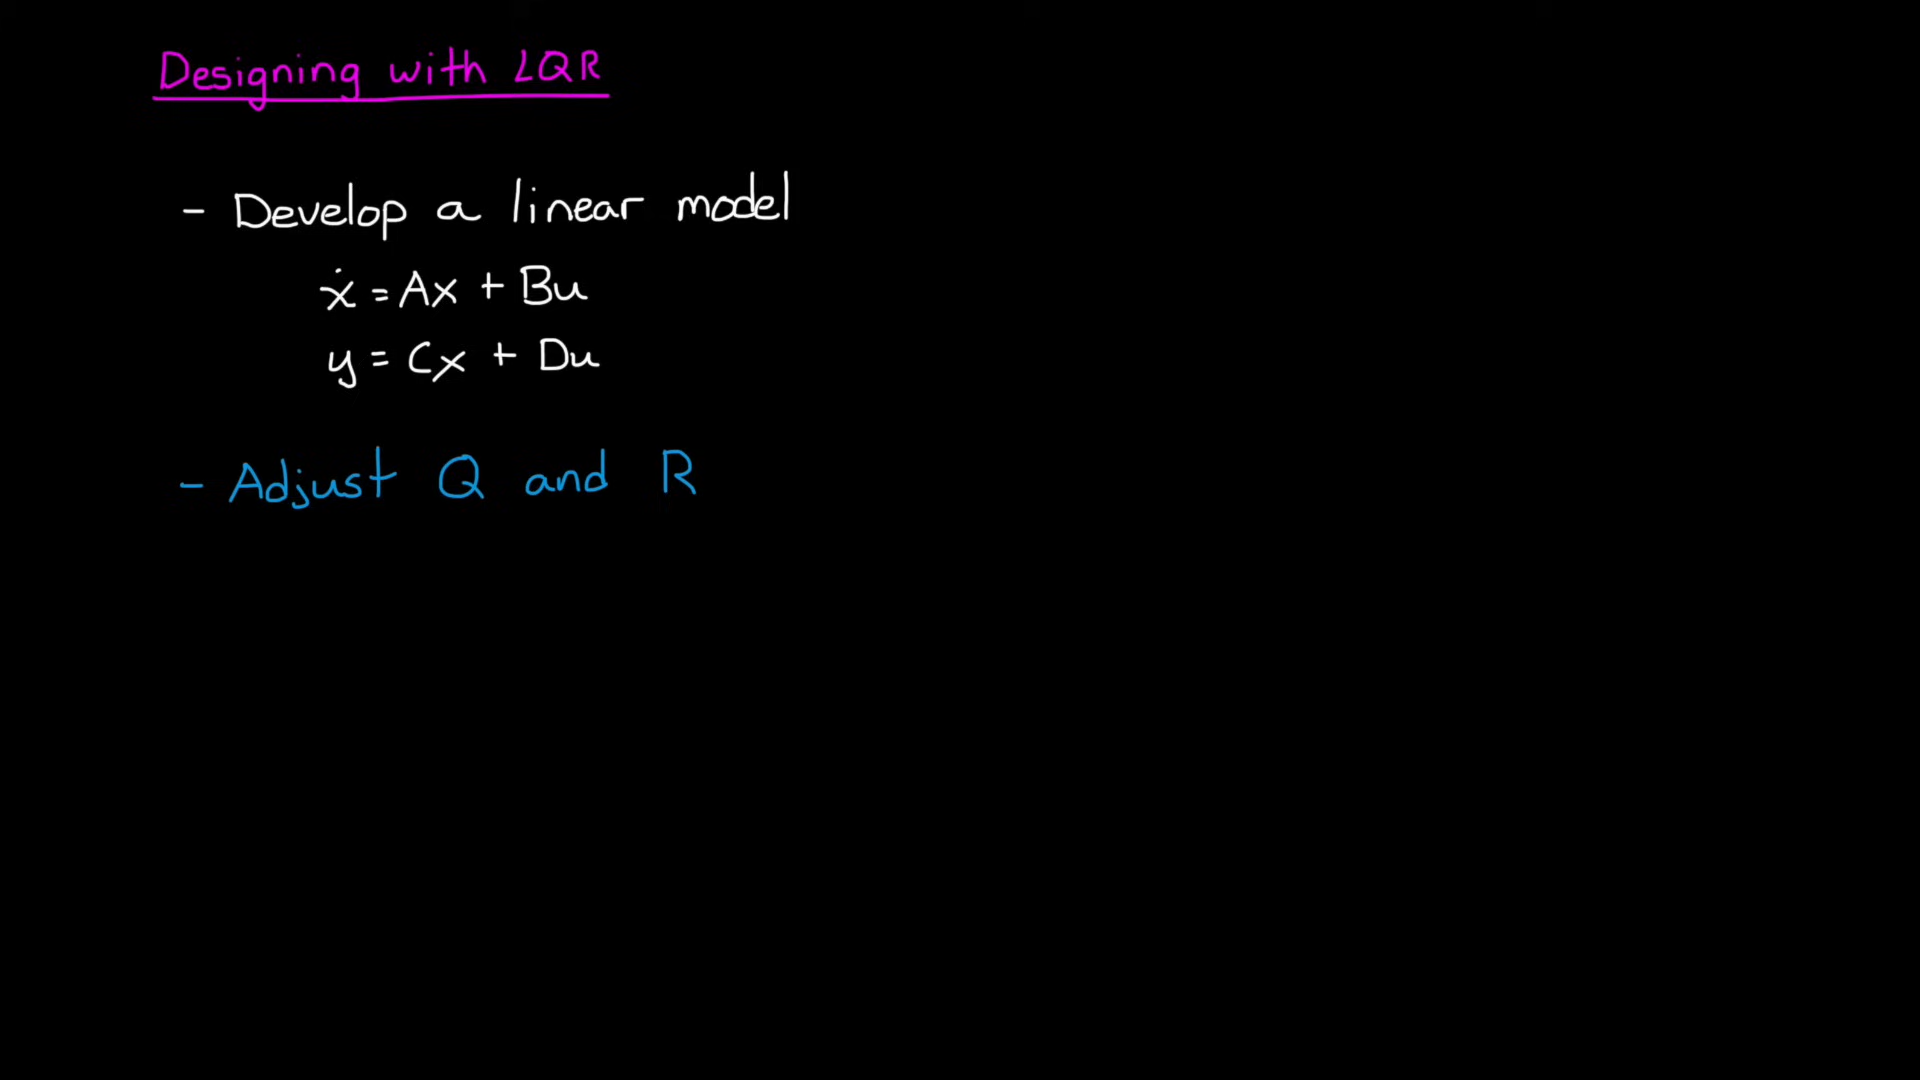 Designing with LQR
- Develop a linear model
ẋ = Ax + Bu
y = Cx + Du
- Adjust Q and R